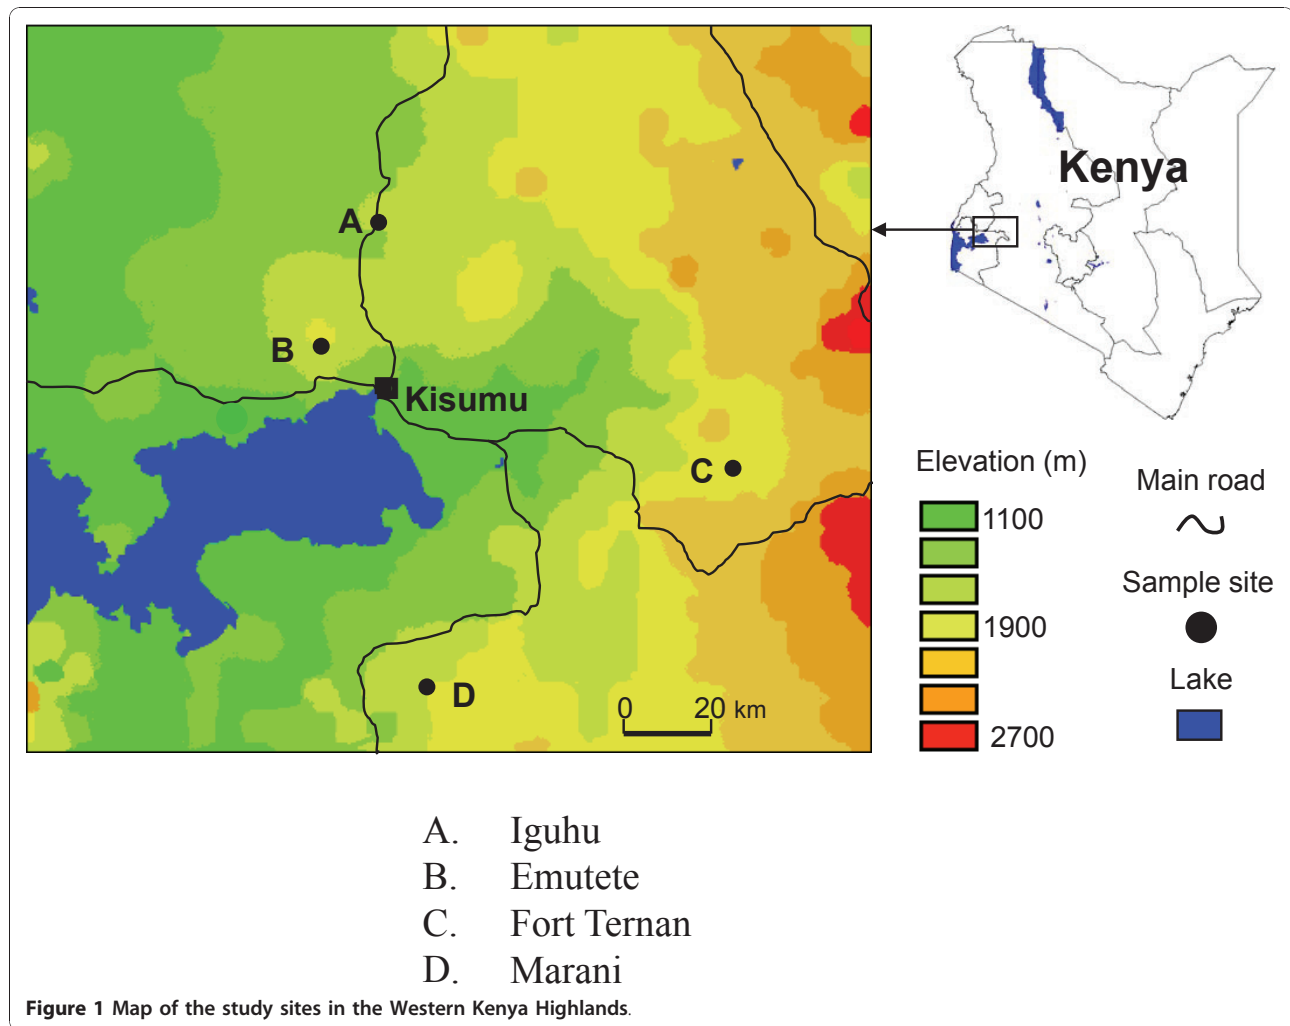 Kenya
A
B
Kisumu
C
D
0 20 km
Elevation (m)
1100
1900
2700
Main road
Sample site
Lake
A. Iguhu
B. Emutete
C. Fort Ternan
D. Marani
Figure 1 Map of the study sites in the Western Kenya Highlands.